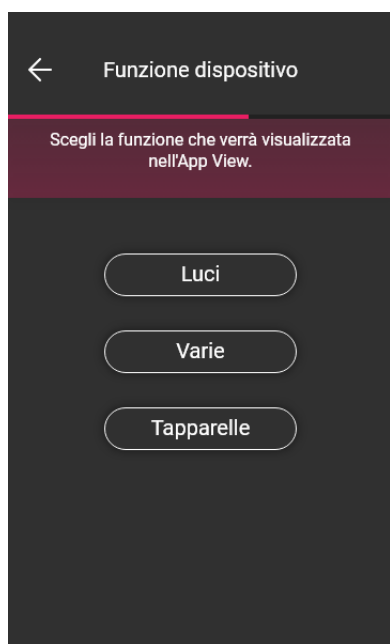 Funzione dispositivo
Scegli la funzione che verrà visualizzata
nell'App View.
Luci
Varie
Tapparelle